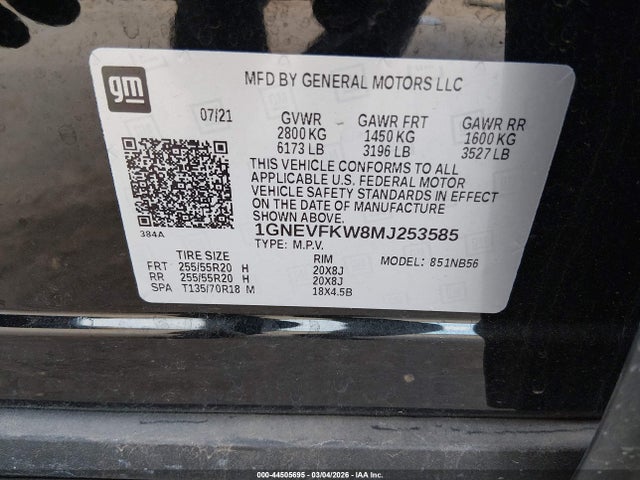 gm
MFD BY GENERAL MOTORS LLC
07/21 GVWR GAWR FRT GAWR RR
2800 KG 1450 KG 1600 KG
6173 LB 3196 LB 3527 LB
THIS VEHICLE CONFORMS TO ALL
APPLICABLE U.S. FEDERAL MOTOR
VEHICLE SAFETY STANDARDS IN EFFECT
ON THE DATE OF MANUFACTURE
SHOWN ABOVE.
384A 1GNEVFKW8MJ253585
TYPE: M.P.V. MODEL: 851NB56
TIRE SIZE RIM
FRT 255/55R20 H 20X8J
RR 255/55R20 H 20X8J
SPA T135/70R18 M 18X4.5B
000-44505695 - 03/04/2026 - IAA Inc.